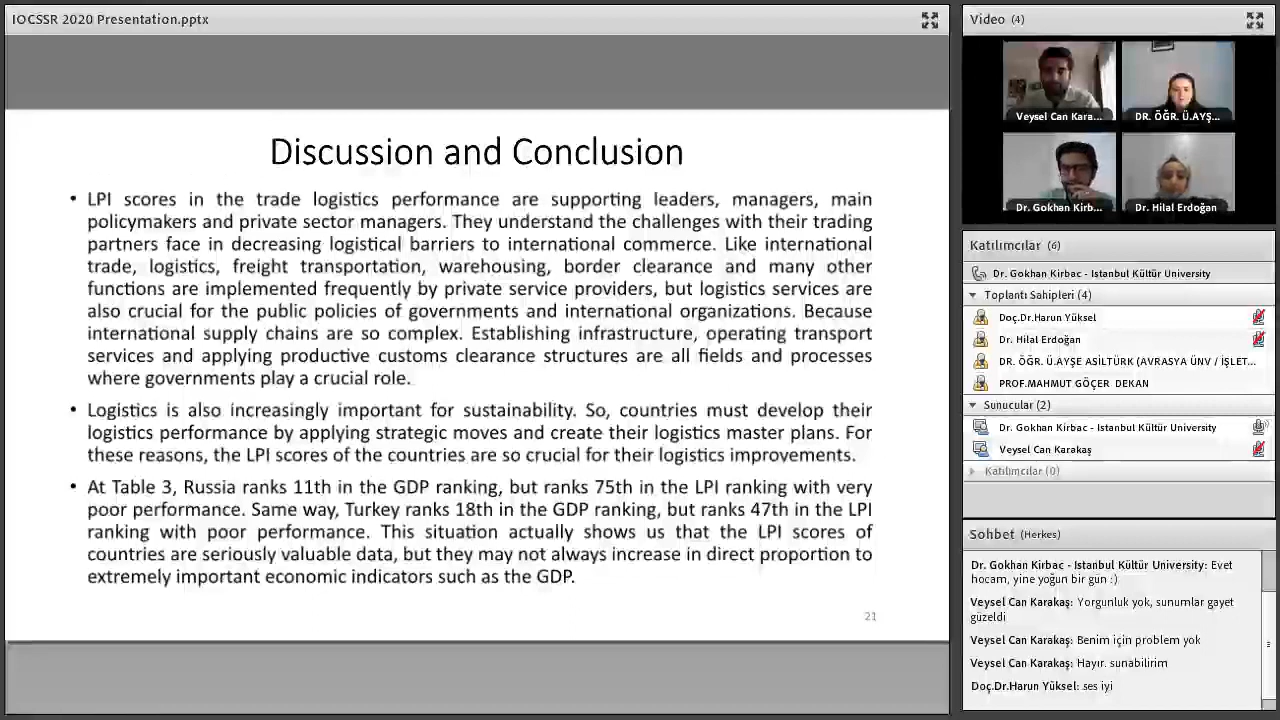 IOCSSR 2020 Presentation.pptx
Discussion and Conclusion
• LPI scores in the trade logistics performance are supporting leaders, managers, main
policymakers and private sector managers. They understand the challenges with their trading
partners face in decreasing logistical barriers to international commerce. Like international
trade, logistics, freight transportation, warehousing, border clearance and many other
functions are implemented frequently by private service providers, but logistics services are
also crucial for the public policies of governments and international organizations. Because
international supply chains are so complex. Establishing infrastructure, operating transport
services and applying productive customs clearance structures are all fields and processes
where governments play a crucial role.
• Logistics is also increasingly important for sustainability. So, countries must develop their
logistics performance by applying strategic moves and create their logistics master plans. For
these reasons, the LPI scores of the countries are so crucial for their logistics improvements.
• At Table 3, Russia ranks 11th in the GDP ranking, but ranks 75th in the LPI ranking with very
poor performance. Same way, Turkey ranks 18th in the GDP ranking, but ranks 47th in the LPI
ranking with poor performance. This situation actually shows us that the LPI scores of
countries are seriously valuable data, but they may not always increase in direct proportion to
extremely important economic indicators such as the GDP.
21
Video (4)
Veysel Can Kara...
DR. ÖĞR. Ü.AYŞ...
Dr. Gokhan Kirb...
Dr. Hilal Erdoğan
Katılımcılar (6)
Dr. Gokhan Kirbac - Istanbul Kültür University
Toplantı Sahipleri (4)
Doç.Dr.Harun Yüksel
Dr. Hilal Erdoğan
DR. ÖĞR. Ü.AYŞE ASİLTÜRK (AVRASYA ÜNV / İŞLET...
PROF.MAHMUT GÖÇER DEKAN
Sunucular (2)
Dr. Gokhan Kirbac - Istanbul Kültür University
Veysel Can Karakaş
Katılımcılar (0)
Sohbet (Herkes)
Dr. Gokhan Kirbac - Istanbul Kültür University: Evet
hocam, yine yoğun bir gün :)
Veysel Can Karakaş: Yorgunluk yok, sunumlar gayet
güzeldi
Veysel Can Karakaş: Benim için problem yok
Veysel Can Karakaş: Hayır. sunabilirim
Doç.Dr.Harun Yüksel: ses iyi